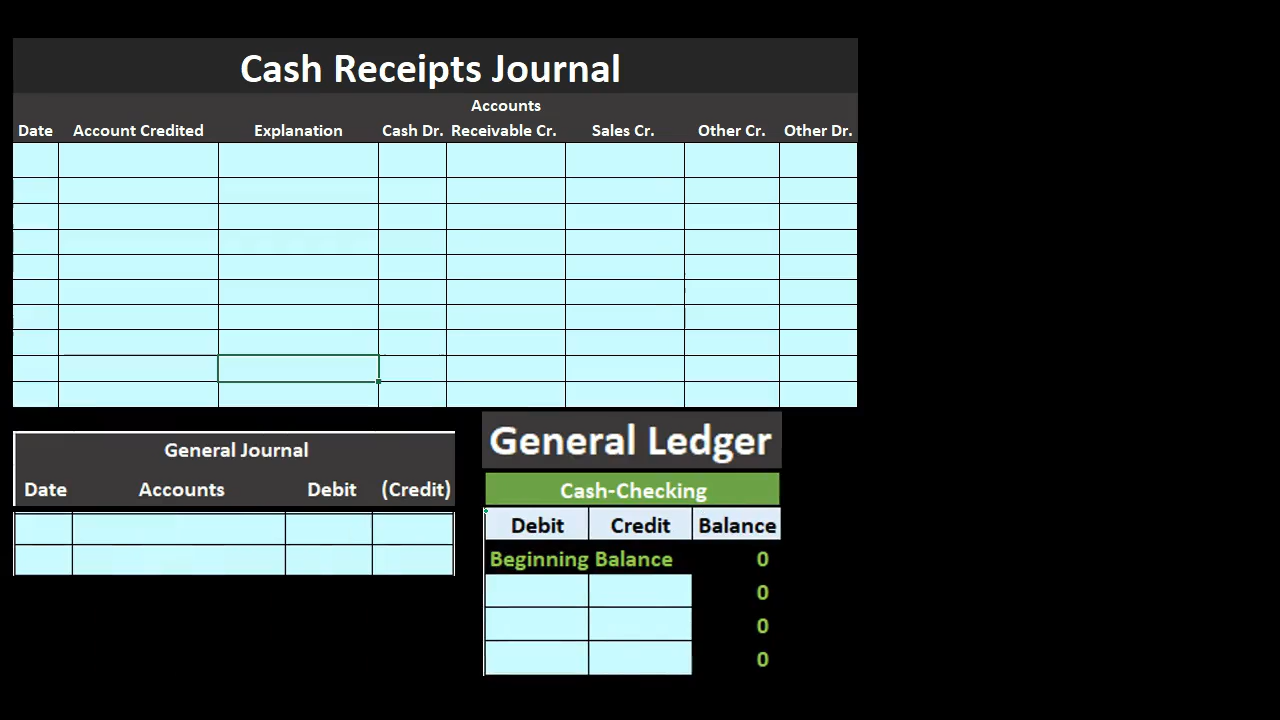 Cash Receipts Journal
Accounts
Date Account Credited Explanation Cash Dr. Receivable Cr. Sales Cr. Other Cr. Other Dr.
General Journal
Date Accounts Debit (Credit)
General Ledger
Cash-Checking
Debit Credit Balance
Beginning Balance 0
0
0
0